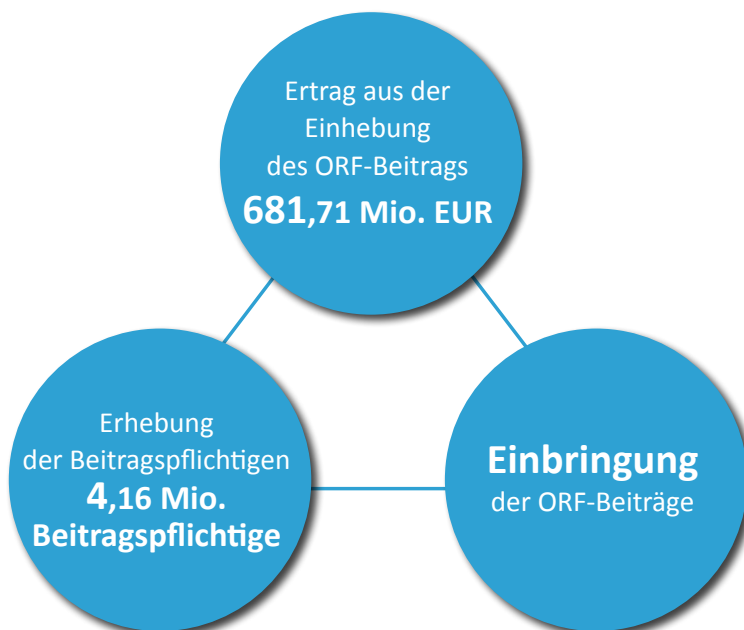 Ertrag aus der
Einhebung
des ORF-Beitrags
681,71 Mio. EUR
Erhebung
der Beitragspflichtigen
4,16 Mio.
Beitragspflichtige
Einbringung
der ORF-Beiträge